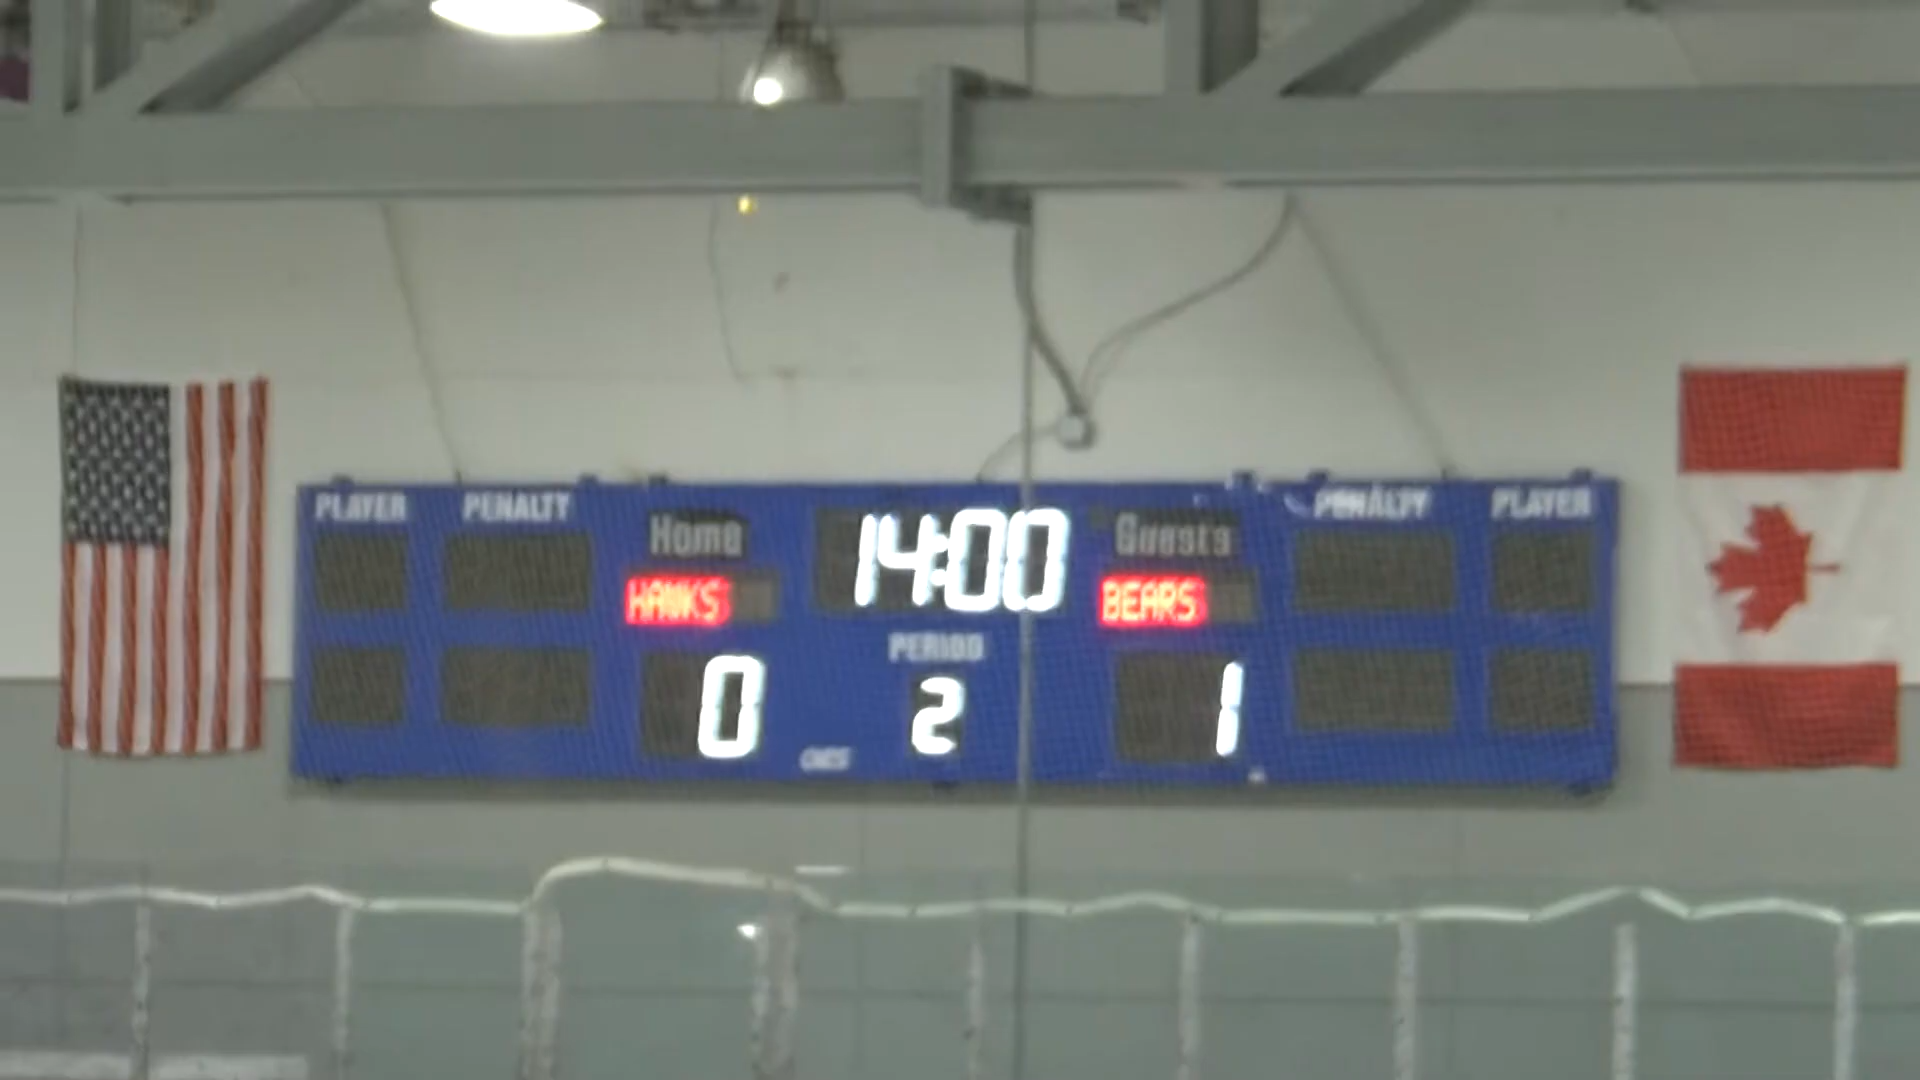 PLAYER PENALTY Home 14:00 Guests PENALTY PLAYER
HAWKS BEARS
PERIOD
0 2 1